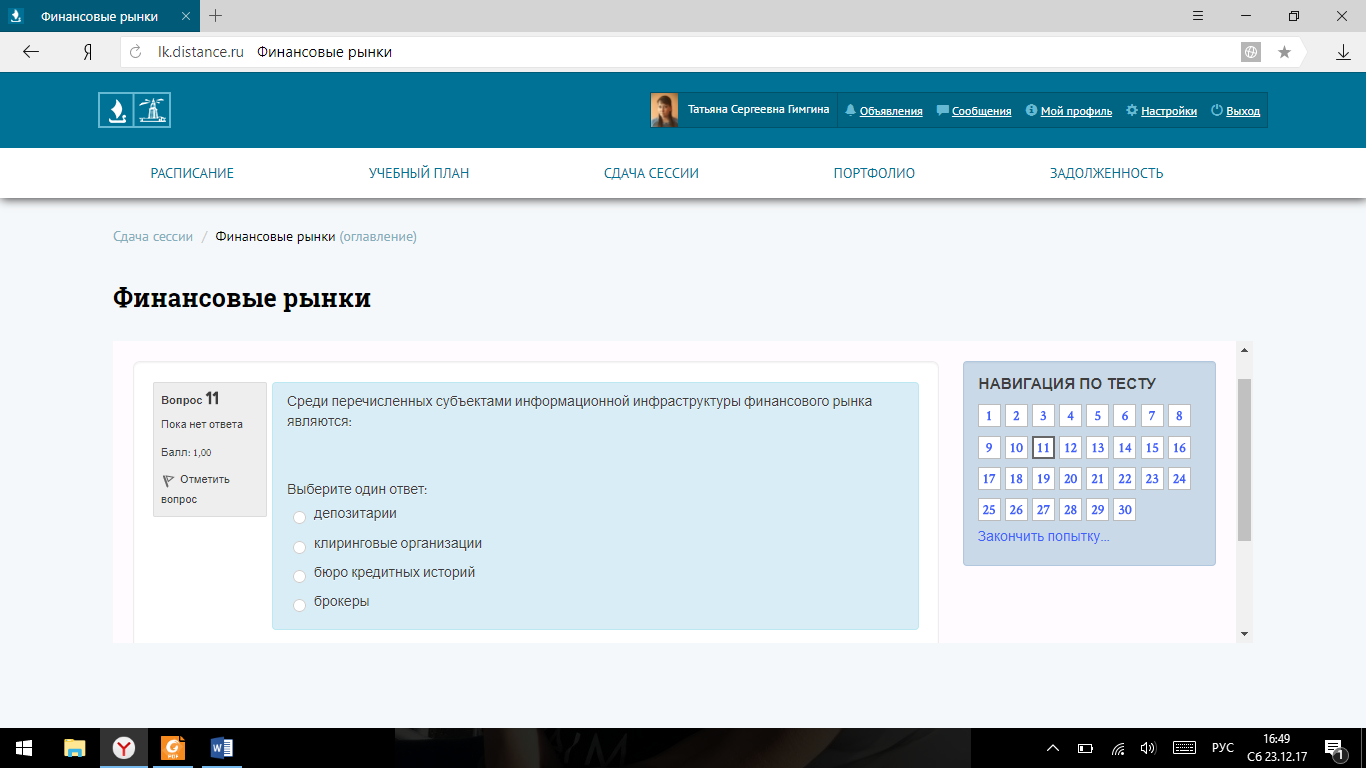 Финансовые рынки
lk.distance.ru Финансовые рынки
Татьяна Сергеевна Гимгина Объявления Сообщения Мой профиль Настройки Выход
РАСПИСАНИЕ УЧЕБНЫЙ ПЛАН СДАЧА СЕССИИ ПОРТФОЛИО ЗАДОЛЖЕННОСТЬ
Сдача сессии / Финансовые рынки (оглавление)
Финансовые рынки
Вопрос 11
Пока нет ответа
Балл: 1,00
Отметить
вопрос
Среди перечисленных субъектами информационной инфраструктуры финансового рынка
являются:
Выберите один ответ:
депозитарии
клиринговые организации
бюро кредитных историй
брокеры
НАВИГАЦИЯ ПО ТЕСТУ
1 2 3 4 5 6 7 8
9 10 11 12 13 14 15 16
17 18 19 20 21 22 23 24
25 26 27 28 29 30
Закончить попытку...
РУС
16:49
Сб 23.12.17
1